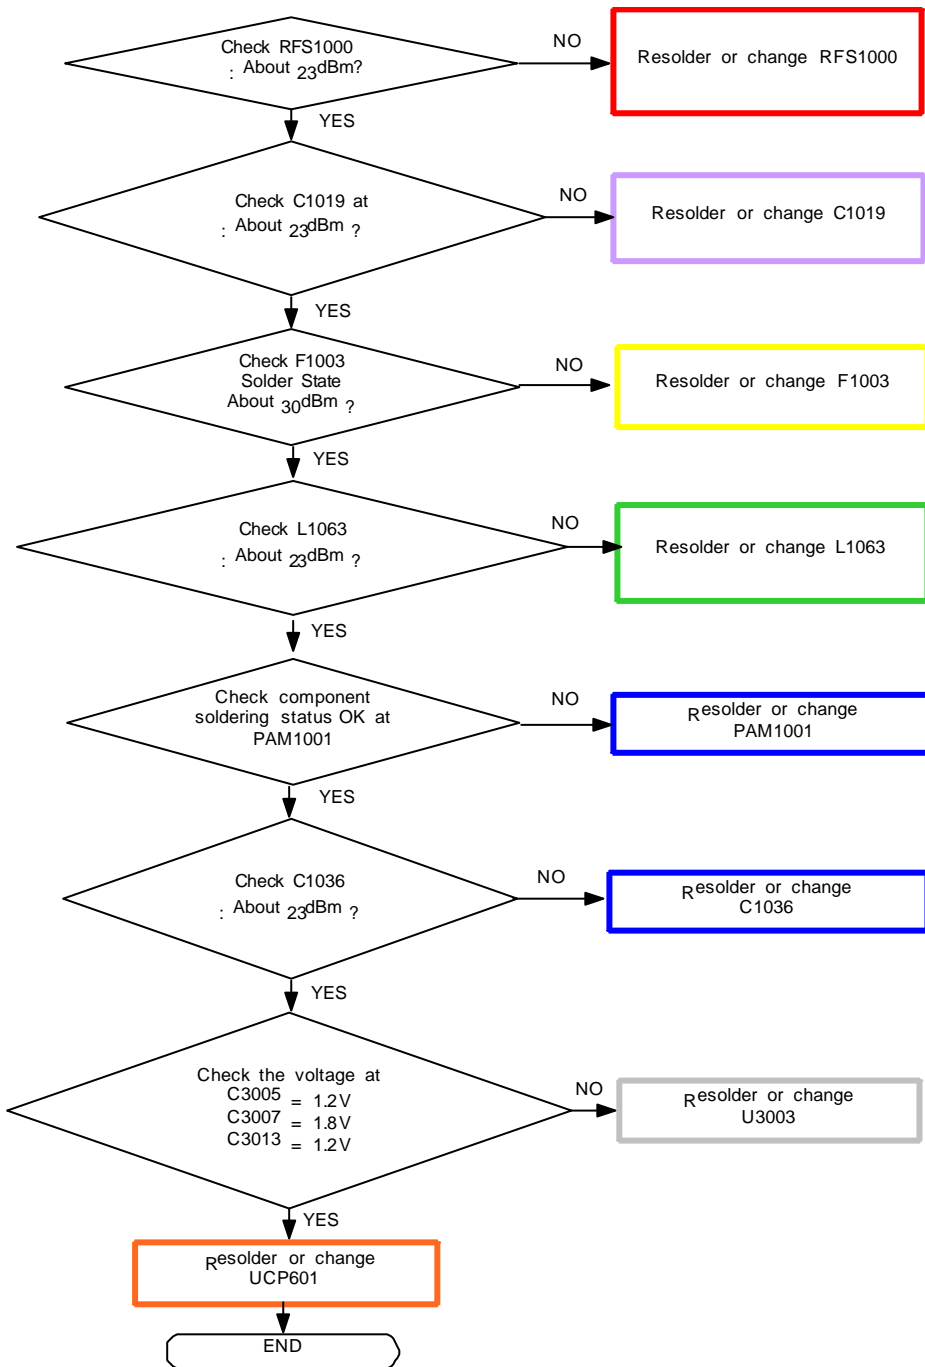 Check RFS1000
: About 23dBm?
NO
Resolder or change RFS1000
YES
Check C1019 at
: About 23dBm ?
NO
Resolder or change C1019
YES
Check F1003
Solder State
About 30dBm ?
NO
Resolder or change F1003
YES
Check L1063
: About 23dBm ?
NO
Resolder or change L1063
YES
Check component
soldering status OK at
PAM1001
NO
Resolder or change
PAM1001
YES
Check C1036
: About 23dBm ?
NO
Resolder or change
C1036
YES
Check the voltage at
C3005 = 1.2V
C3007 = 1.8V
C3013 = 1.2V
NO
Resolder or change
U3003
YES
Resolder or change
UCP601
END